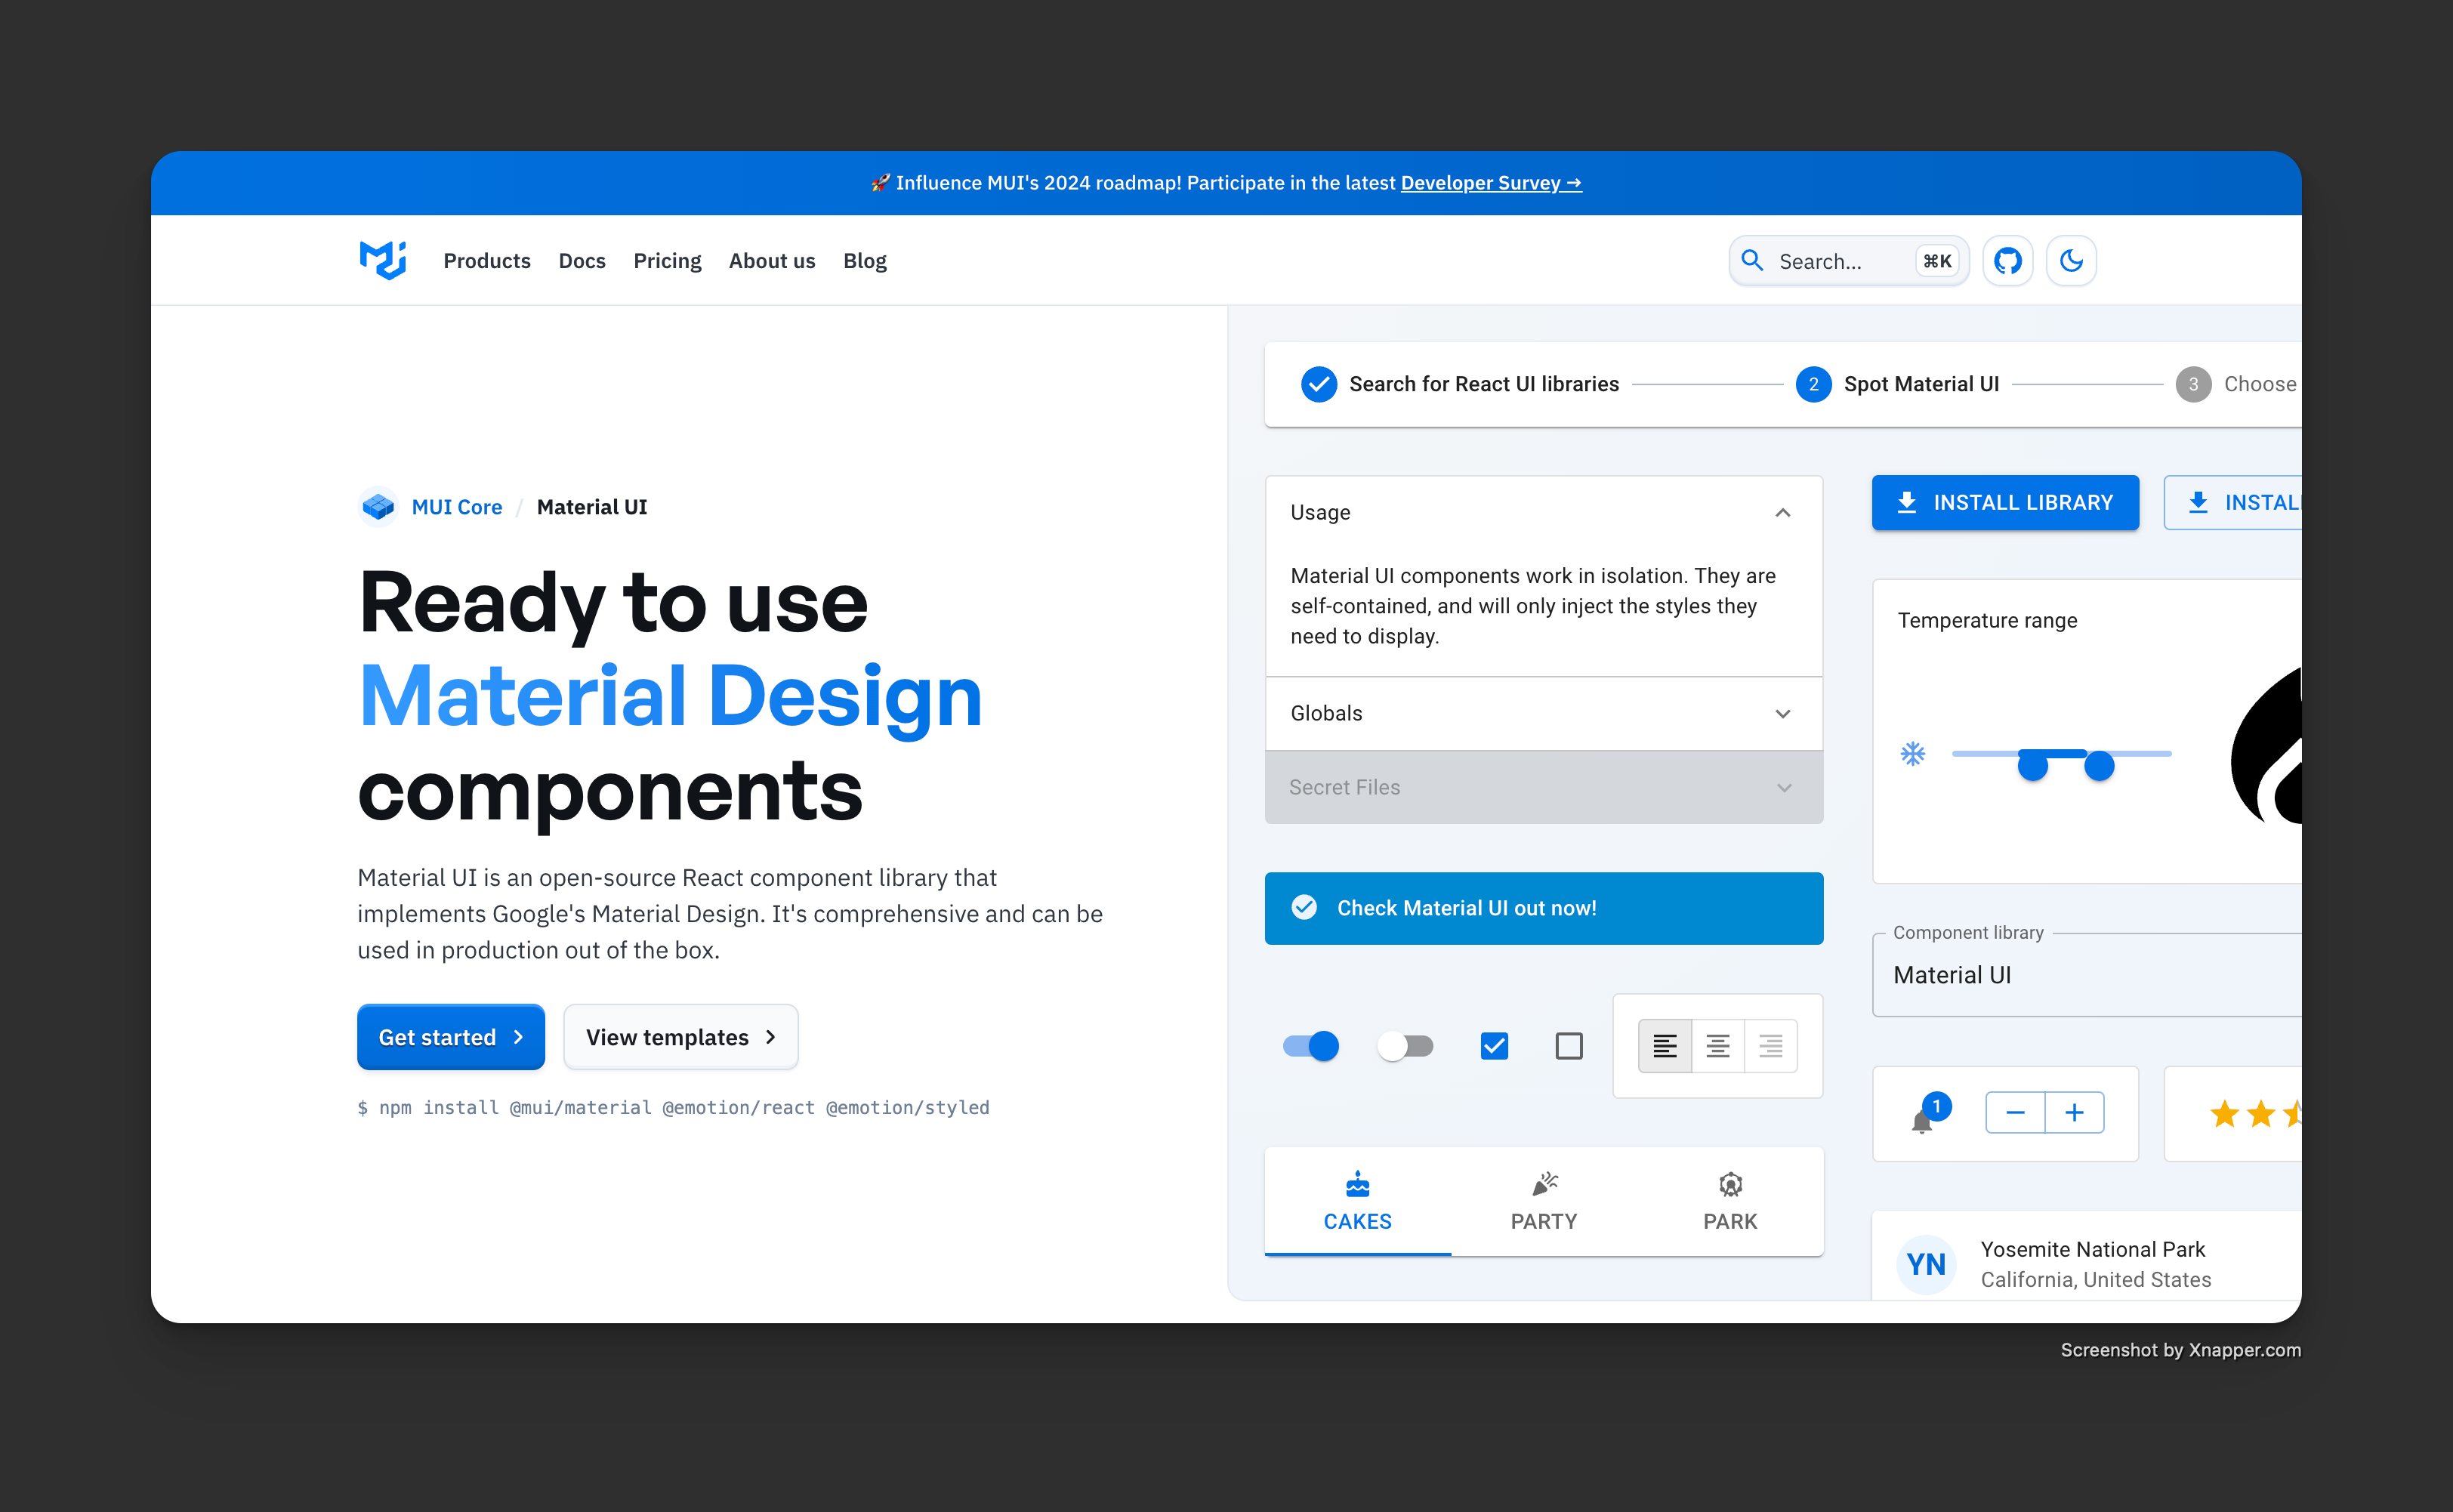 🚀 Influence MUI's 2024 roadmap! Participate in the latest Developer Survey →
Products Docs Pricing About us Blog
Search... ⌘K
MUI Core / Material UI
Ready to use
Material Design
components
Material UI is an open-source React component library that
implements Google's Material Design. It's comprehensive and can be
used in production out of the box.
Get started
View templates
$ npm install @mui/material @emotion/react @emotion/styled
Search for React UI libraries
2 Spot Material UI
3 Choose
Usage
Material UI components work in isolation. They are
self-contained, and will only inject the styles they
need to display.
Globals
Secret Files
Check Material UI out now!
CAKES
PARTY
PARK
INSTALL LIBRARY
INSTALL
Temperature range
Component library
Material UI
1
YN
Yosemite National Park
California, United States
Screenshot by Xnapper.com